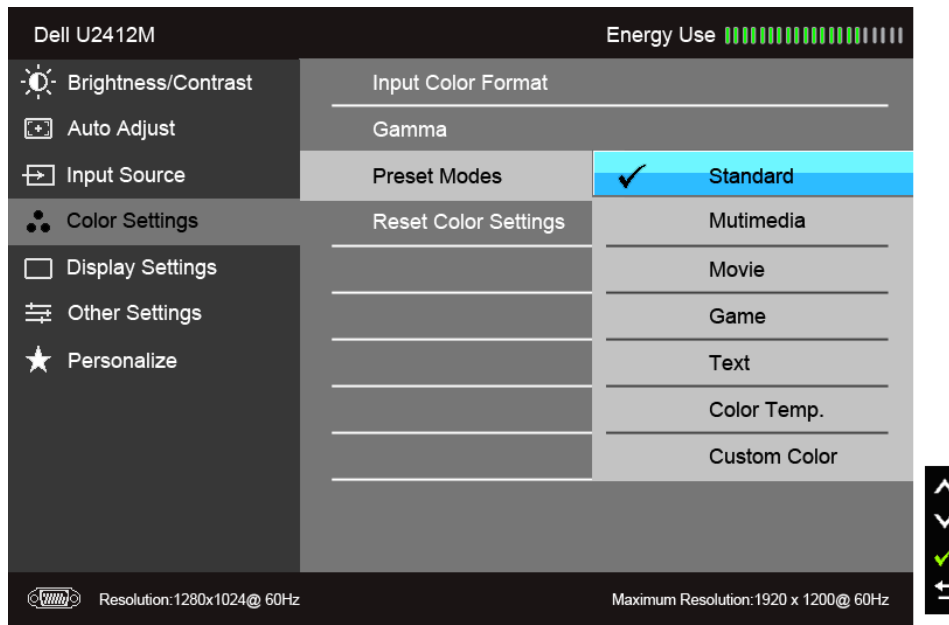 Dell U2412M
Energy Use
Brightness/Contrast
Auto Adjust
Input Source
Color Settings
Display Settings
Other Settings
Personalize
Input Color Format
Gamma
Preset Modes
Reset Color Settings
Standard
Mutimedia
Movie
Game
Text
Color Temp.
Custom Color
Resolution:1280x1024@ 60Hz
Maximum Resolution:1920 x 1200@ 60Hz